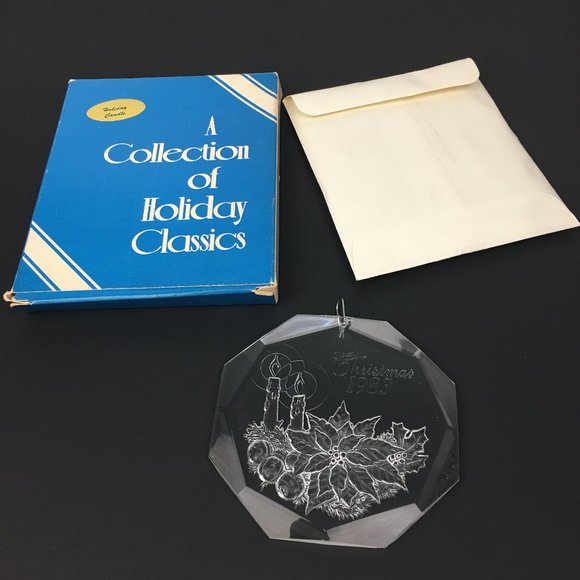 Holiday
Candle
A
Collection
of
Holiday
Classics
Christmas
1983